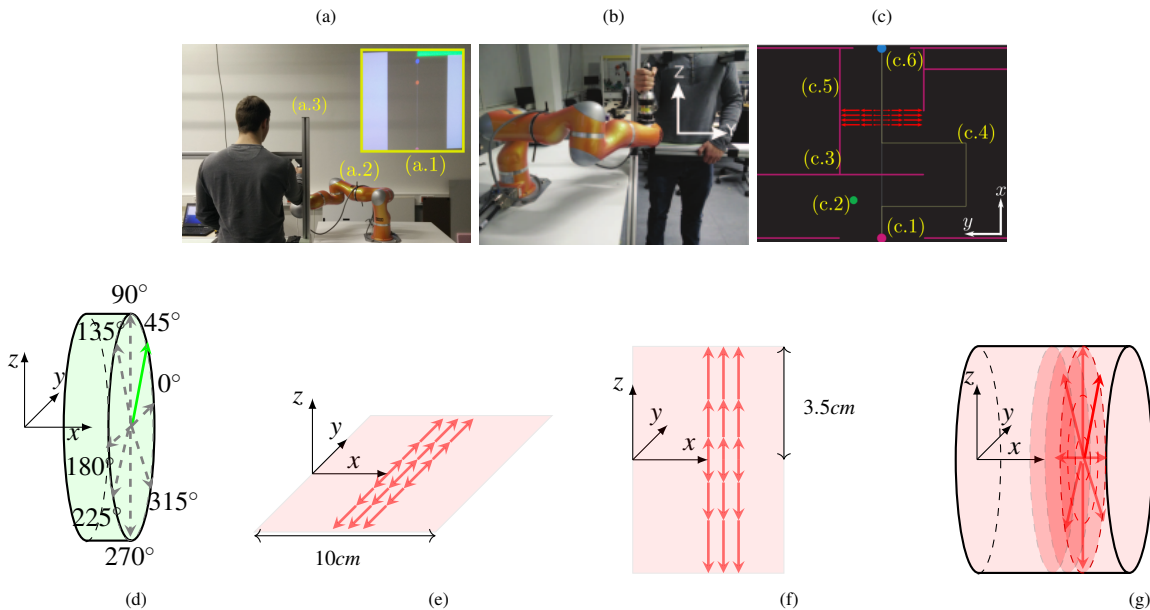 (a)
(b)
(c)
(a.3)
(a.2)
(a.1)
z
(c.6)
(c.5)
(c.4)
(c.3)
(c.2)
(c.1)
x
y
90°
135°
45°
0°
180°
225°
315°
270°
z
y
x
z
y
x
10cm
z
y
x
3.5cm
z
y
x
(d)
(e)
(f)
(g)